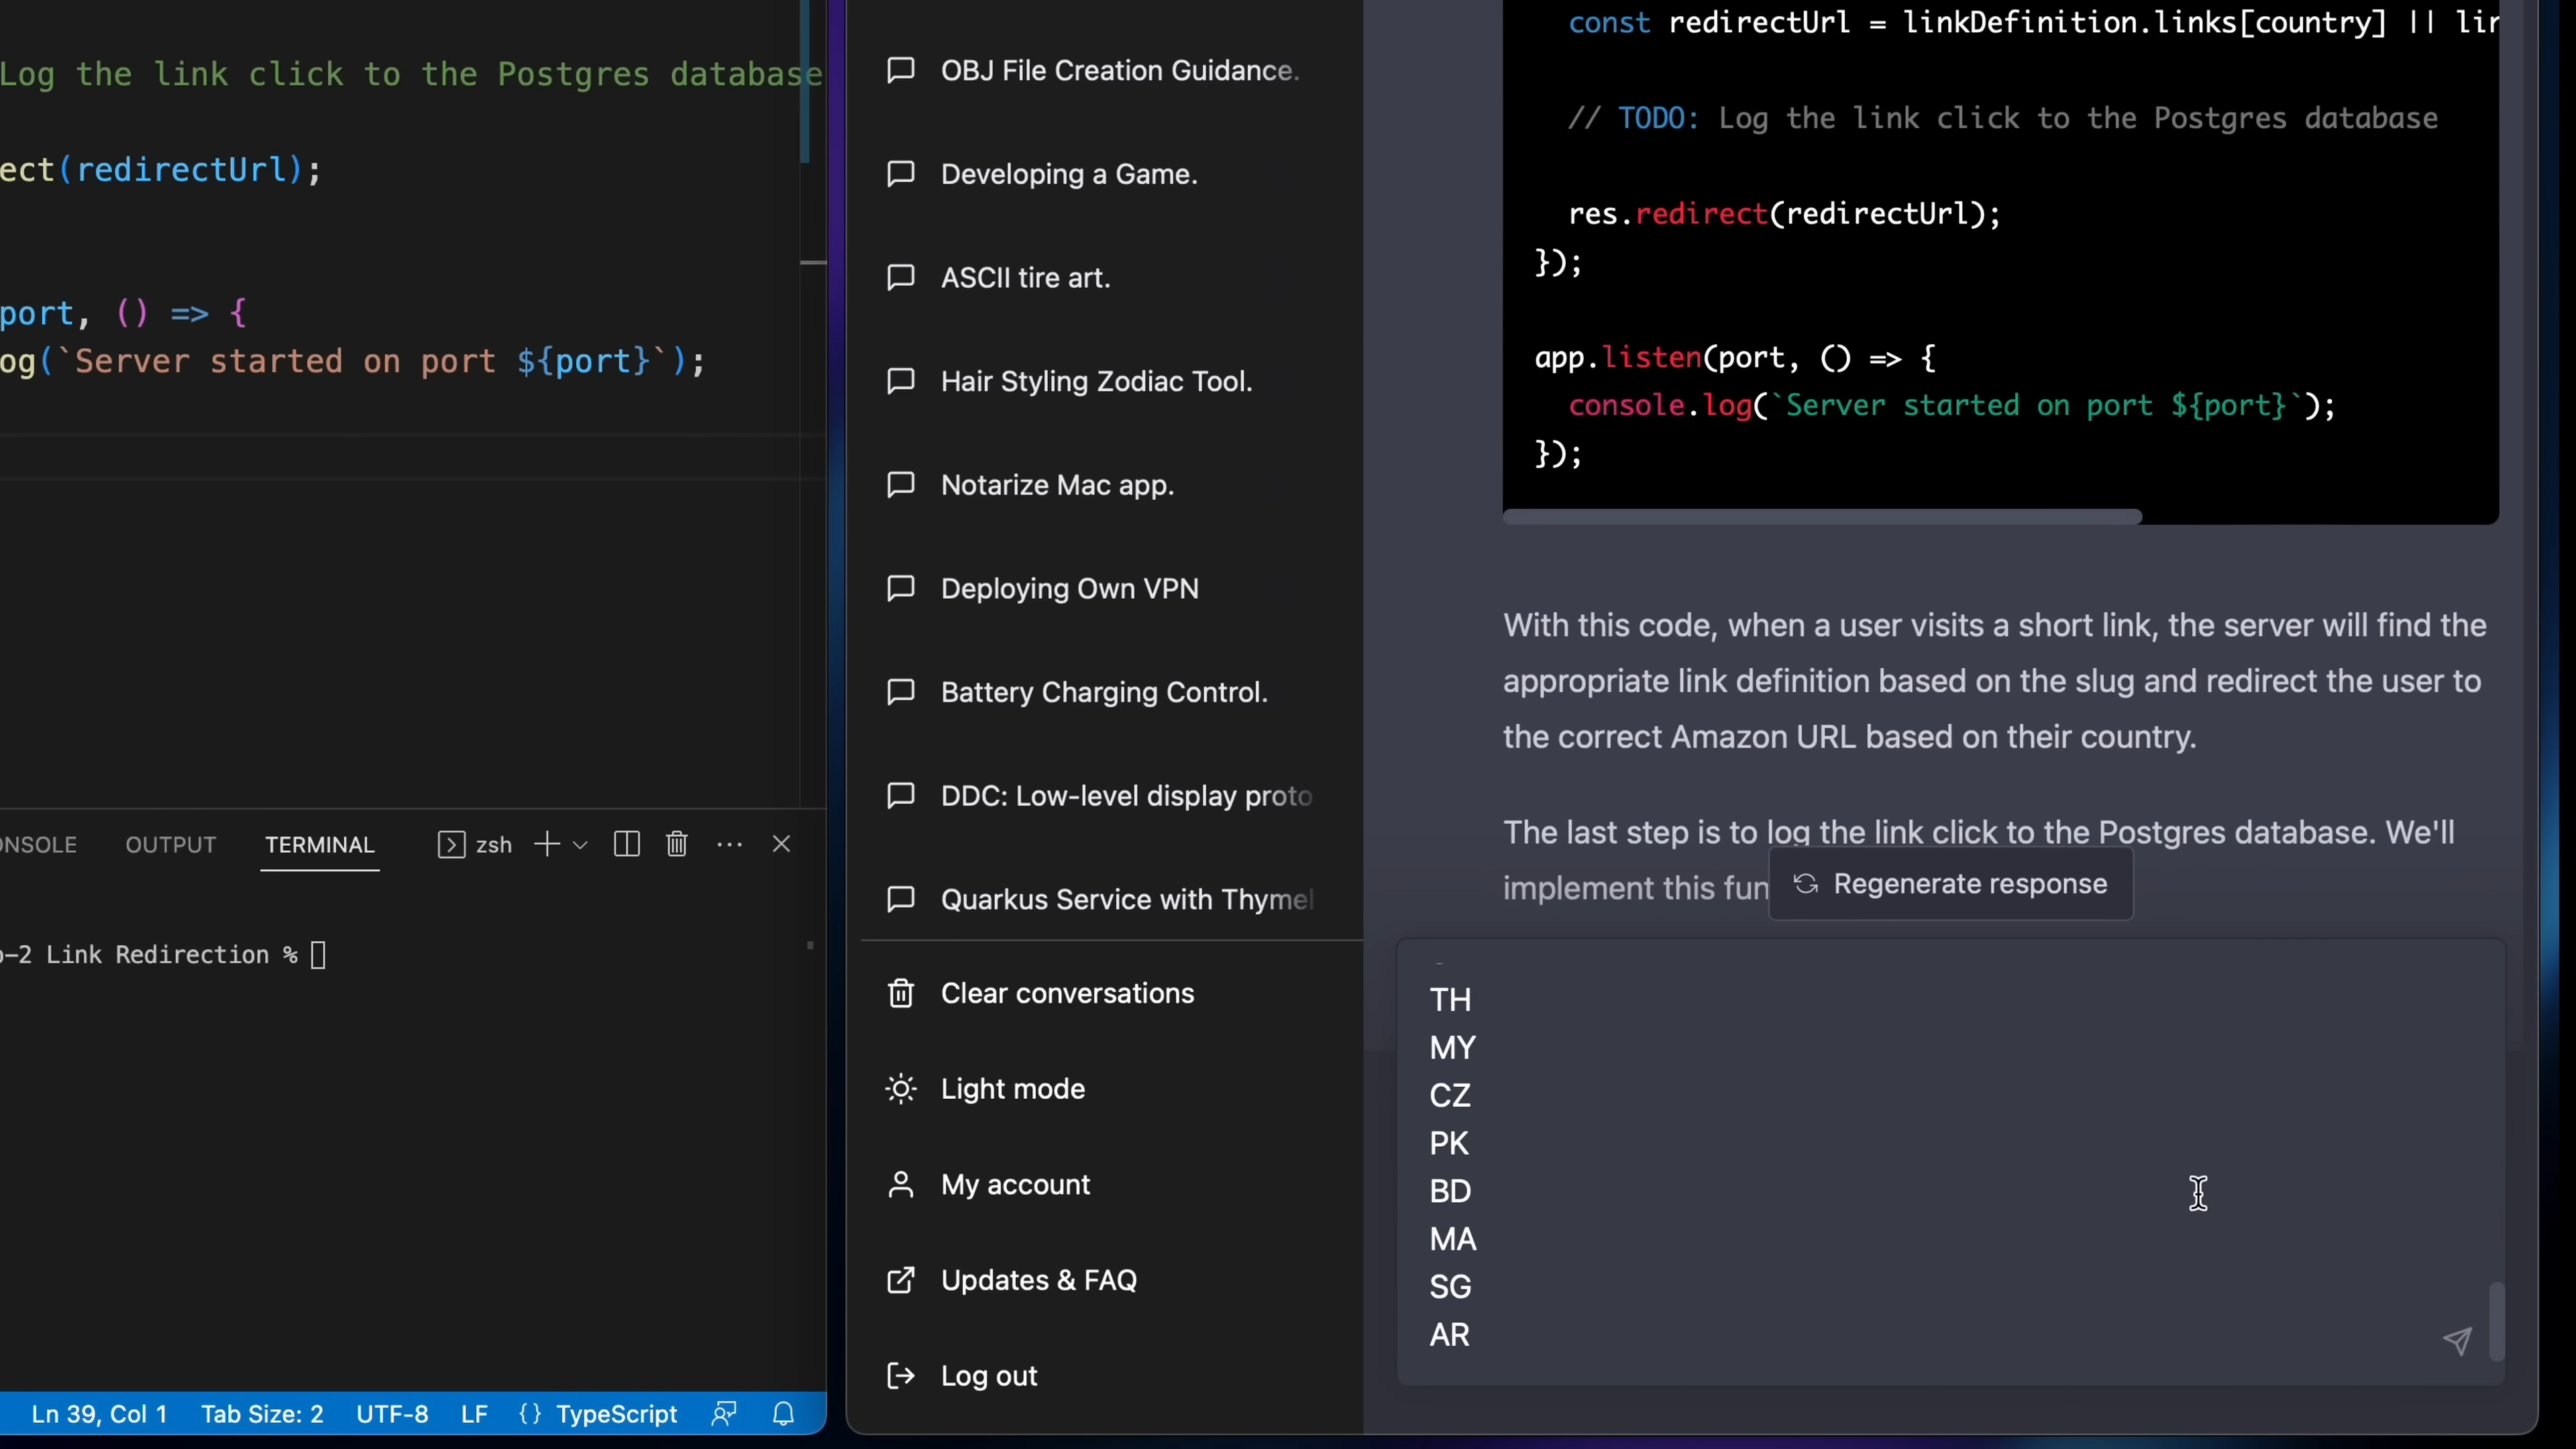 Log the link click to the Postgres database
ect(redirectUrl);
port, () => {
og(`Server started on port ${port}`);
ONSOLE
OUTPUT
TERMINAL
zsh
-2 Link Redirection %
Ln 39, Col 1
Tab Size: 2
UTF-8
LF
{} TypeScript
OBJ File Creation Guidance.
Developing a Game.
ASCII tire art.
Hair Styling Zodiac Tool.
Notarize Mac app.
Deploying Own VPN
Battery Charging Control.
DDC: Low-level display proto
Quarkus Service with Thymel
Clear conversations
Light mode
My account
Updates & FAQ
Log out
const redirectUrl = linkDefinition.links[country] ||
// TODO: Log the link click to the Postgres database
res.redirect(redirectUrl);
});
app.listen(port, () => {
console.log(`Server started on port ${port}`);
});
With this code, when a user visits a short link, the server will find the
appropriate link definition based on the slug and redirect the user to
the correct Amazon URL based on their country.
The last step is to log the link click to the Postgres database. We'll
implement this fun
Regenerate response
TH
MY
CZ
PK
BD
MA
SG
AR